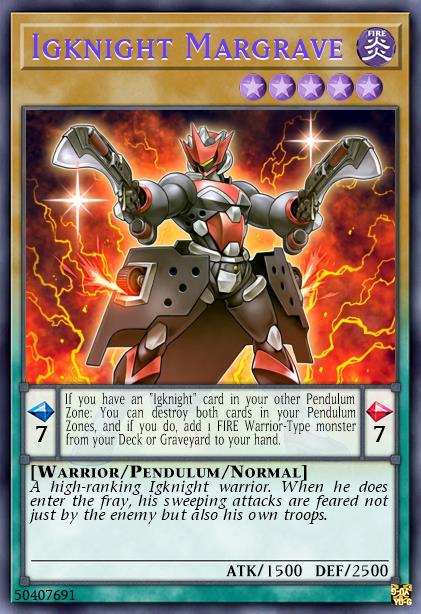 Igknight Margrave
FIRE
炎
If you have an "Igknight" card in your other Pendulum
Zone: You can destroy both cards in your Pendulum
Zones, and if you do, add 1 FIRE Warrior-Type monster
from your Deck or Graveyard to your hand.
7
7
[Warrior/Pendulum/Normal]
A high-ranking Igknight warrior. When he does
enter the fray, his sweeping attacks are feared not
just by the enemy but also his own troops.
ATK/1500 DEF/2500
50407691